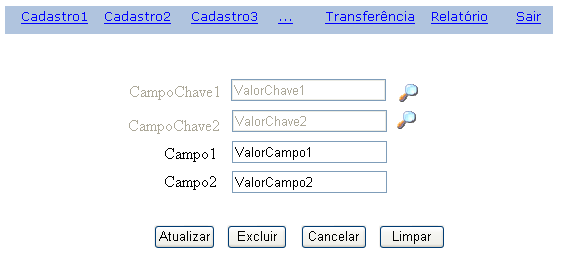 Cadastro1 Cadastro2 Cadastro3 ... Transferência Relatório Sair
CampoChave1 ValorChave1
CampoChave2 ValorChave2
Campo1 ValorCampo1
Campo2 ValorCampo2
Atualizar Excluir Cancelar Limpar